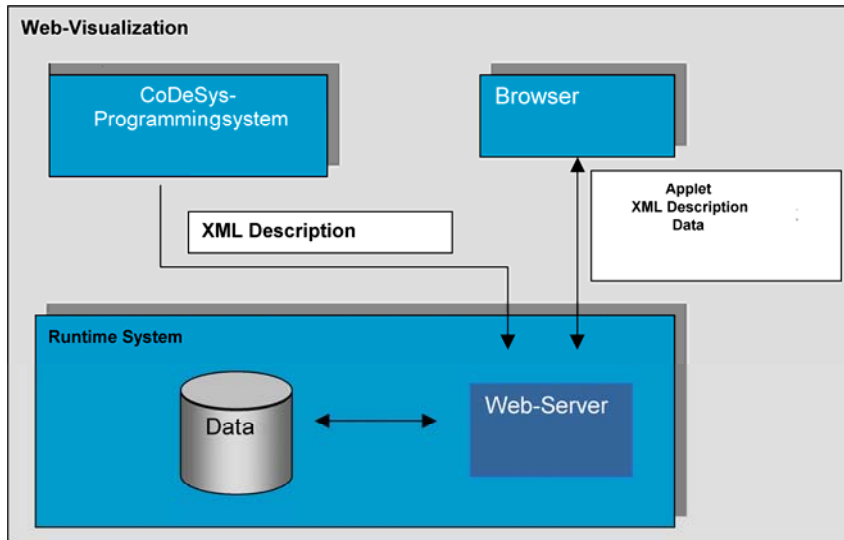 Web-Visualization
CoDeSys-
Programmingsystem
Browser
Applet
XML Description
Data
XML Description
Runtime System
Data
Web-Server